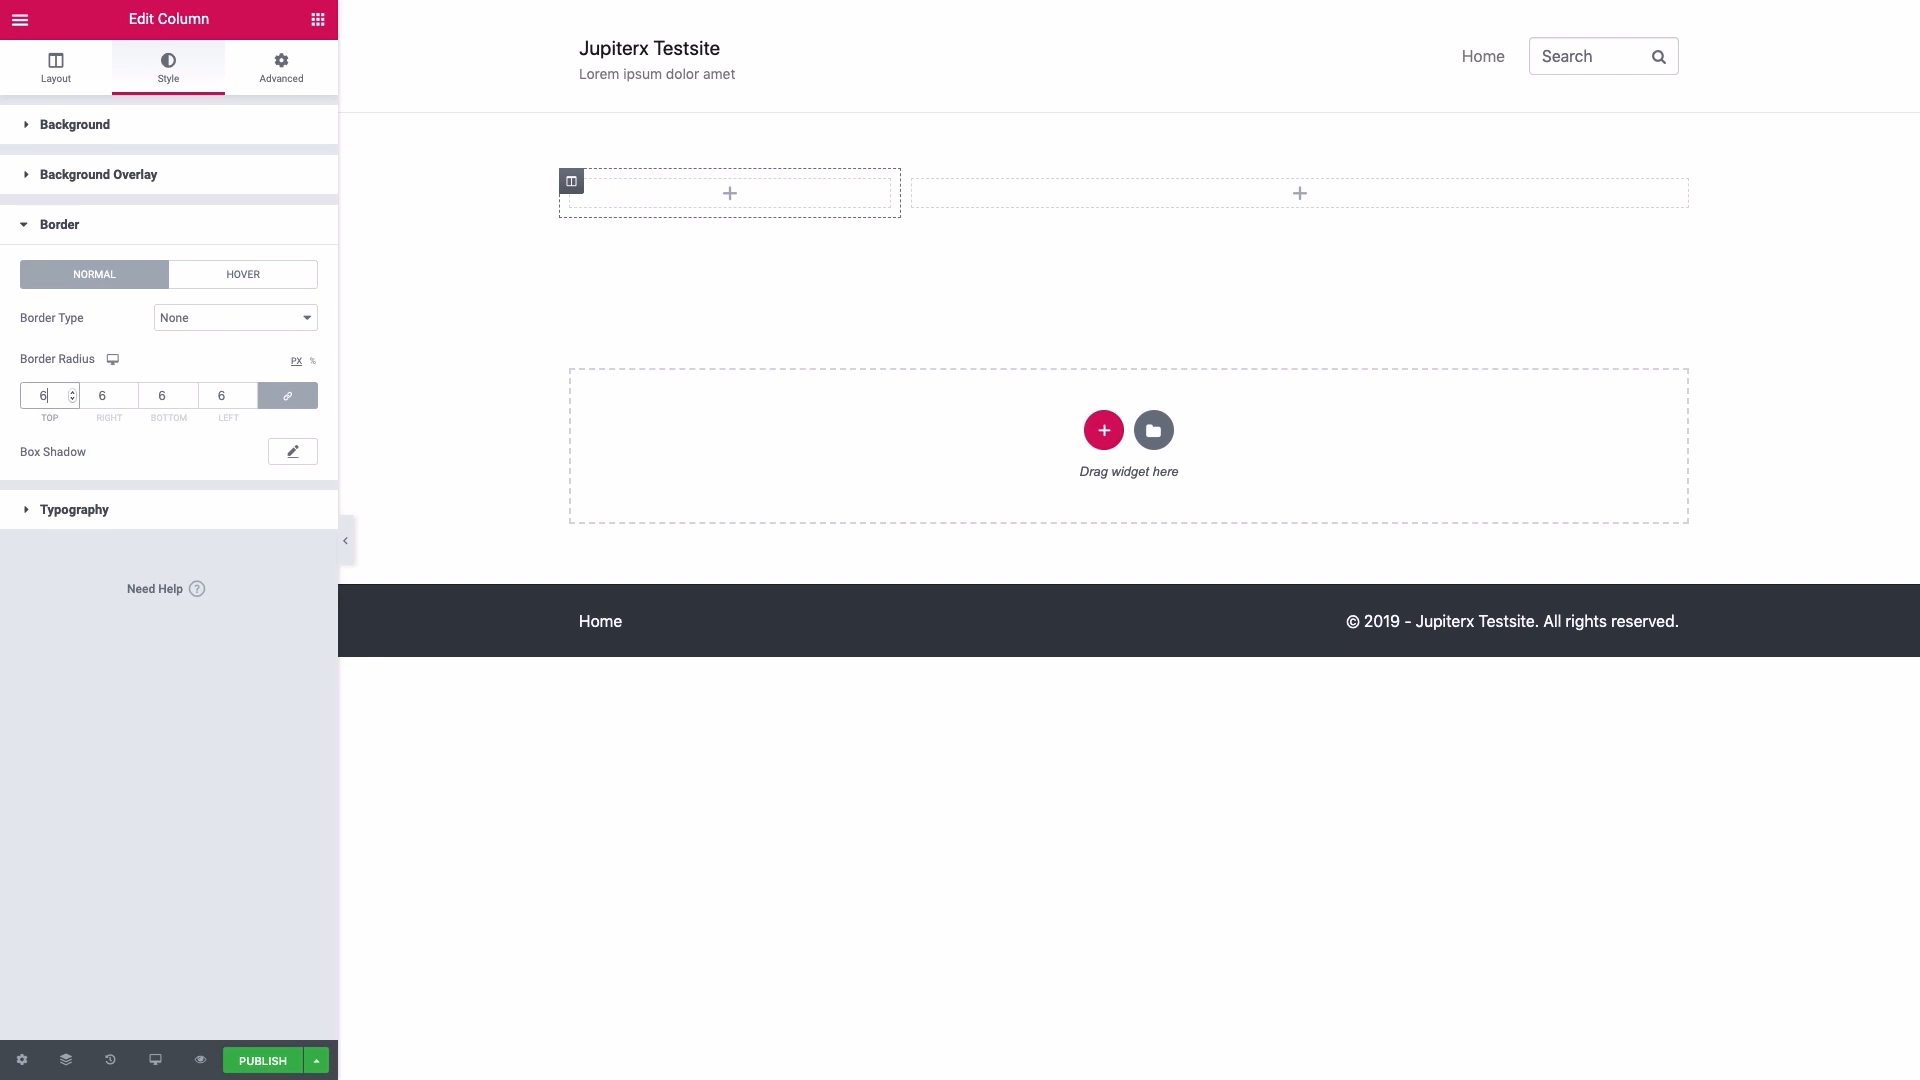 Edit Column
Layout
Style
Advanced
Background
Background Overlay
Border
NORMAL
HOVER
Border Type
None
Border Radius
PX %
6 6 6 6
TOP RIGHT BOTTOM LEFT
Box Shadow
Typography
Need Help ?
PUBLISH
Jupiterx Testsite
Lorem ipsum dolor amet
Home
Search
Drag widget here
Home
© 2019 - Jupiterx Testsite. All rights reserved.